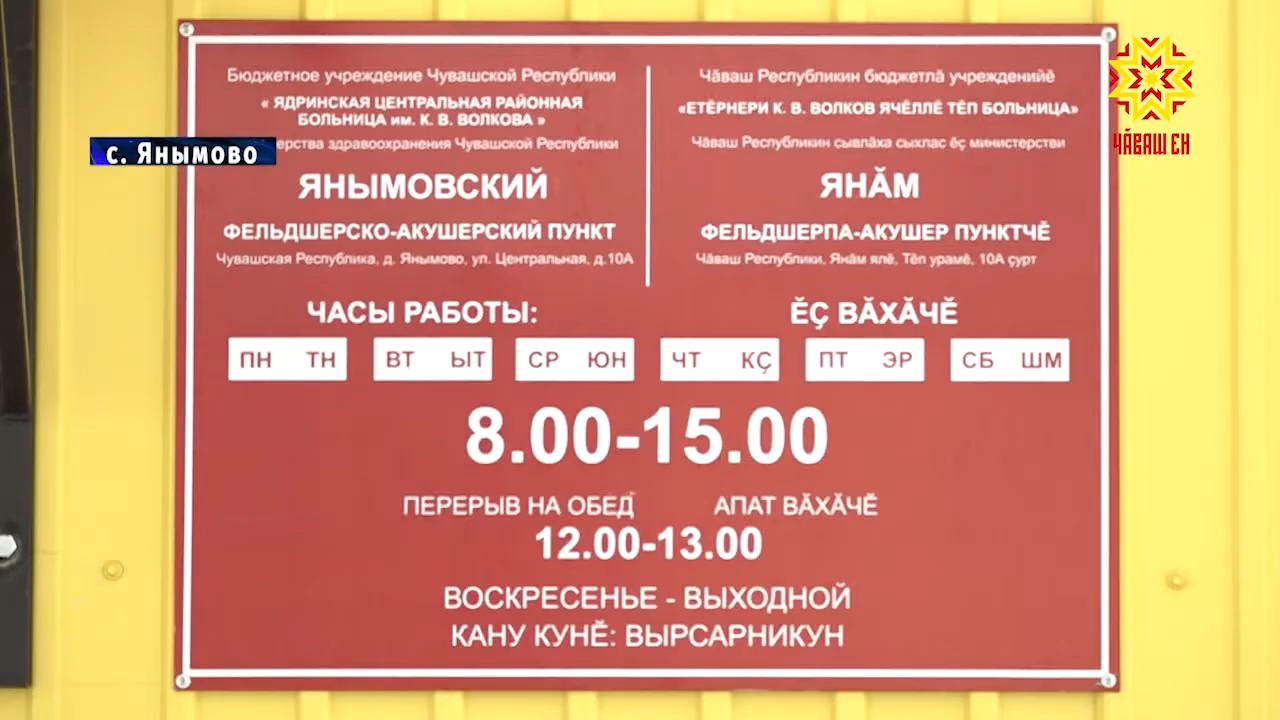 Бюджетное учреждение Чувашской Республики
« ЯДРИНСКАЯ ЦЕНТРАЛЬНАЯ РАЙОННАЯ
БОЛЬНИЦА им. К. В. ВОЛКОВА »
здравоохранения Чувашской Республики
ЯНЫМОВСКИЙ
ФЕЛЬДШЕРСКО-АКУШЕРСКИЙ ПУНКТ
Чувашская Республика, д. Янымово, ул. Центральная, д.10А
Чӑваш Республикин бюджетлӑ учрежденийӗ
«ЕТӖРНЕРИ К. В. ВОЛКОВ ЯЧӖЛЛӖ ТӖП БОЛЬНИЦА»
Чӑваш Республикин сывлӑха сыхлас ӗҫ министерстви
ЯНӐМ
ФЕЛЬДШЕРПА-АКУШЕР ПУНКТЧӖ
Чӑваш Республики, Янӑм ялӗ, Тӗп урамӗ, 10А ҫурт
с. Янымово
ЧӐВАШ ЕН
ЧАСЫ РАБОТЫ: ӖҪ ВӐХӐЧӖ
ПН ТН ВТ ЫТ СР ЮН ЧТ КҪ ПТ ЭР СБ ШМ
8.00-15.00
ПЕРЕРЫВ НА ОБЕД АПАТ ВӐХӐЧӖ
12.00-13.00
ВОСКРЕСЕНЬЕ - ВЫХОДНОЙ
КАНУ КУНӖ: ВЫРСАРНИКУН